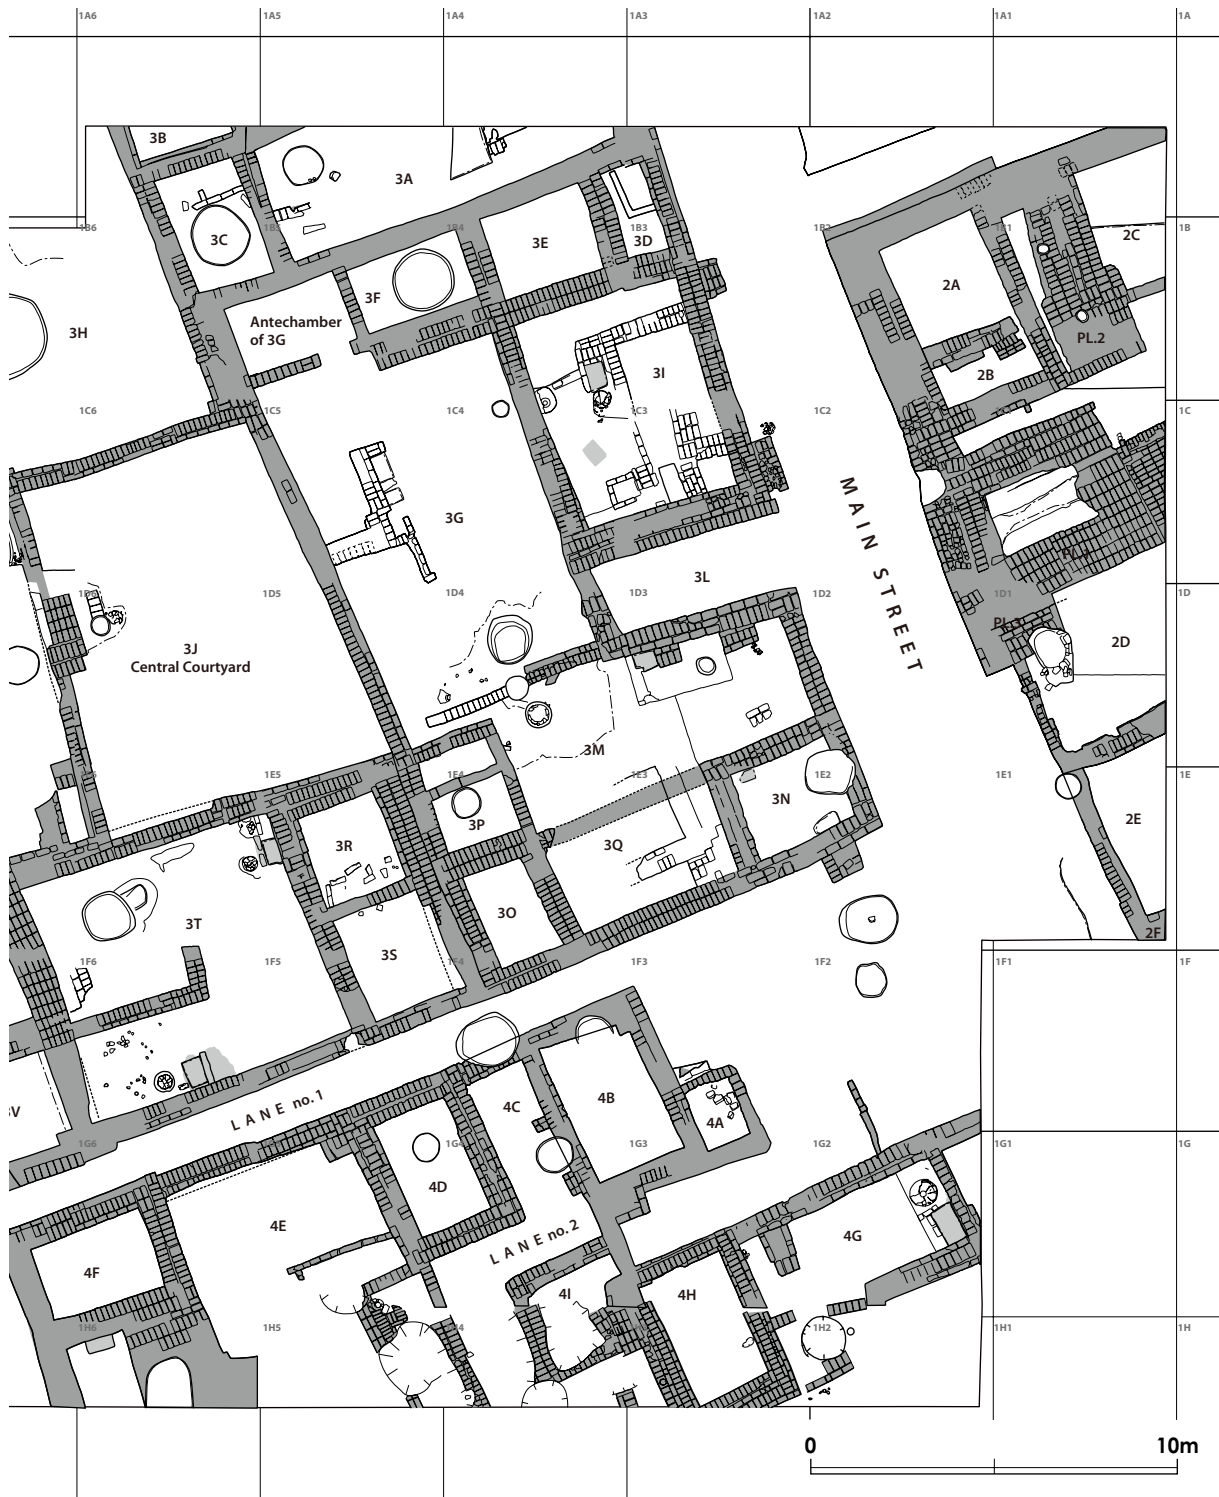 1A6 1A5 1A4 1A3 1A2 1A1 1A
3B
3A
3C
3D
3E
1B6 1B5 1B4 1B3 1B2 1B1 1B
2C
3F
2A
Antechamber
of 3G
3H
PL.2
3I
2B
1C6 1C5 1C4 1C3 1C2 1C
3G
MAIN STREET
PL.1
3L
1D6 1D5 1D4 1D3 1D2 1D1 1D
PL.3
3J
Central Courtyard
2D
3M
1E5 1E4 1E3 1E2 1E1 1E
3N
3P
3R
3Q
2E
3O
3T
3S
2F
1F6 1F5 1F4 1F3 1F2 1F1 1F
4B
4C
LANE no.1
4A
1G6 1G4 1G3 1G2 1G1 1G
4D
4E
LANE no.2
4G
4F
4I
4H
1H6 1H5 1H2 1H1 1H
0 10m